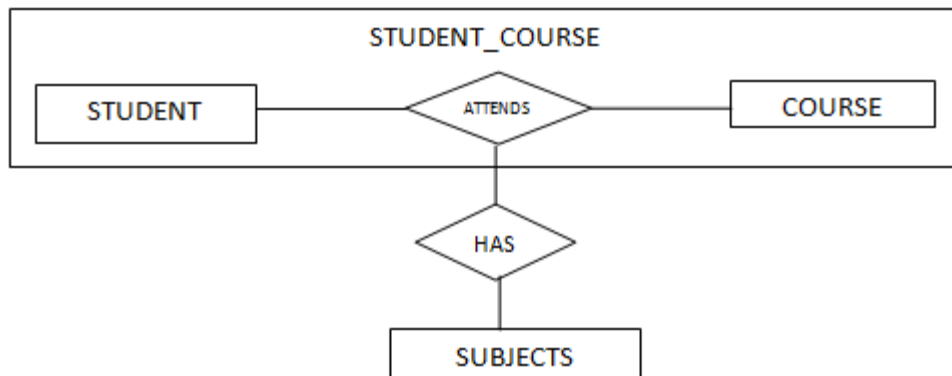 STUDENT_COURSE
STUDENT
ATTENDS
COURSE
HAS
SUBJECTS